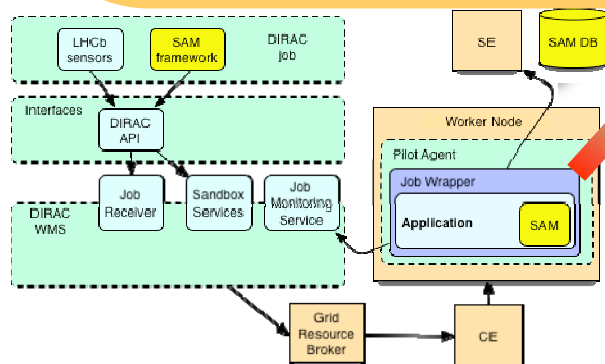 LHCb
sensors
SAM
framework
DIRAC
job
Interfaces
DIRAC
API
Job
Receiver
Sandbox
Services
Job
Monitoring
Service
DIRAC
WMS
SE
SAM DB
Worker Node
Pilot Agent
Job Wrapper
Application
SAM
Grid
Resource
Broker
CE